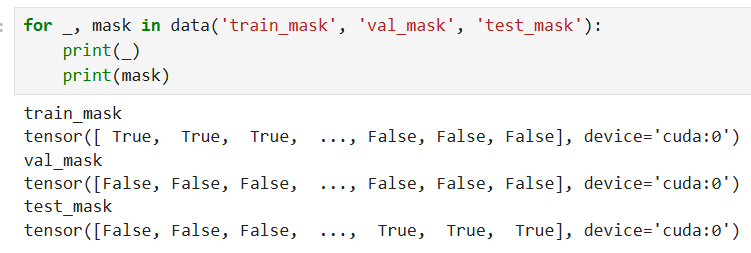 for _, mask in data('train_mask', 'val_mask', 'test_mask'):
    print(_)
    print(mask)
train_mask
tensor([ True,  True,  True,  ..., False, False, False], device='cuda:0')
val_mask
tensor([False, False, False,  ..., False, False, False], device='cuda:0')
test_mask
tensor([False, False, False,  ...,  True,  True,  True], device='cuda:0')